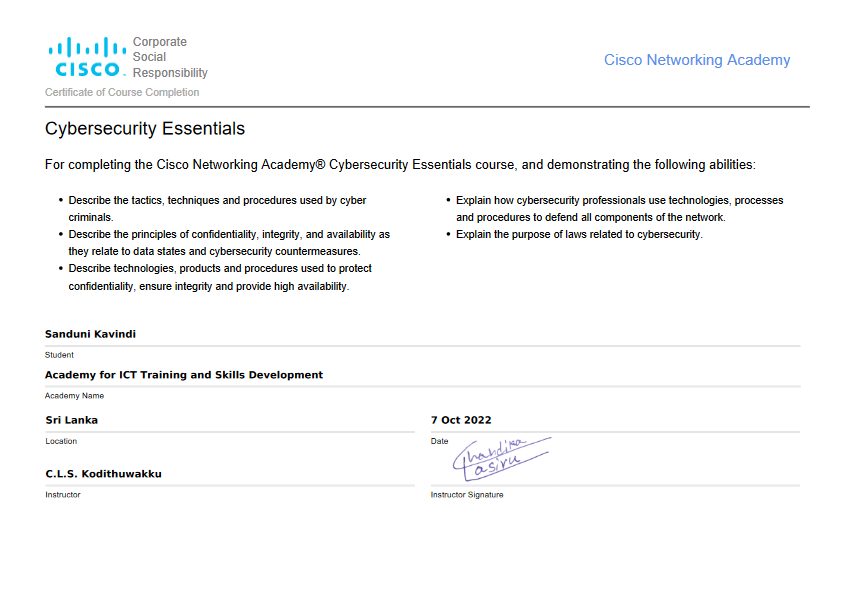 CISCO
Corporate
Social
Responsibility
Cisco Networking Academy
Certificate of Course Completion
Cybersecurity Essentials
For completing the Cisco Networking Academy® Cybersecurity Essentials course, and demonstrating the following abilities:
• Describe the tactics, techniques and procedures used by cyber
criminals.
• Describe the principles of confidentiality, integrity, and availability as
they relate to data states and cybersecurity countermeasures.
• Describe technologies, products and procedures used to protect
confidentiality, ensure integrity and provide high availability.
• Explain how cybersecurity professionals use technologies, processes
and procedures to defend all components of the network.
• Explain the purpose of laws related to cybersecurity.
Sanduni Kavindi
Student
Academy for ICT Training and Skills Development
Academy Name
Sri Lanka
Location
7 Oct 2022
Date
C.L.S. Kodithuwakku
Instructor
Chandika
Lasiru
Instructor Signature